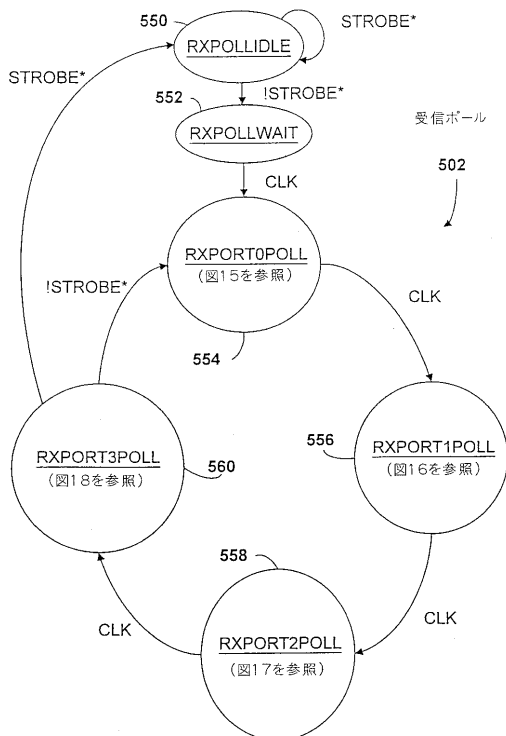 550
STROBE*
RXPOLLIDLE
STROBE*
552
!STROBE*
受信ポール
RXPOLLWAIT
502
CLK
RXPORT0POLL
(図15を参照)
!STROBE*
CLK
554
RXPORT3POLL
(図18を参照)
560
556
RXPORT1POLL
(図16を参照)
558
CLK
CLK
RXPORT2POLL
(図17を参照)